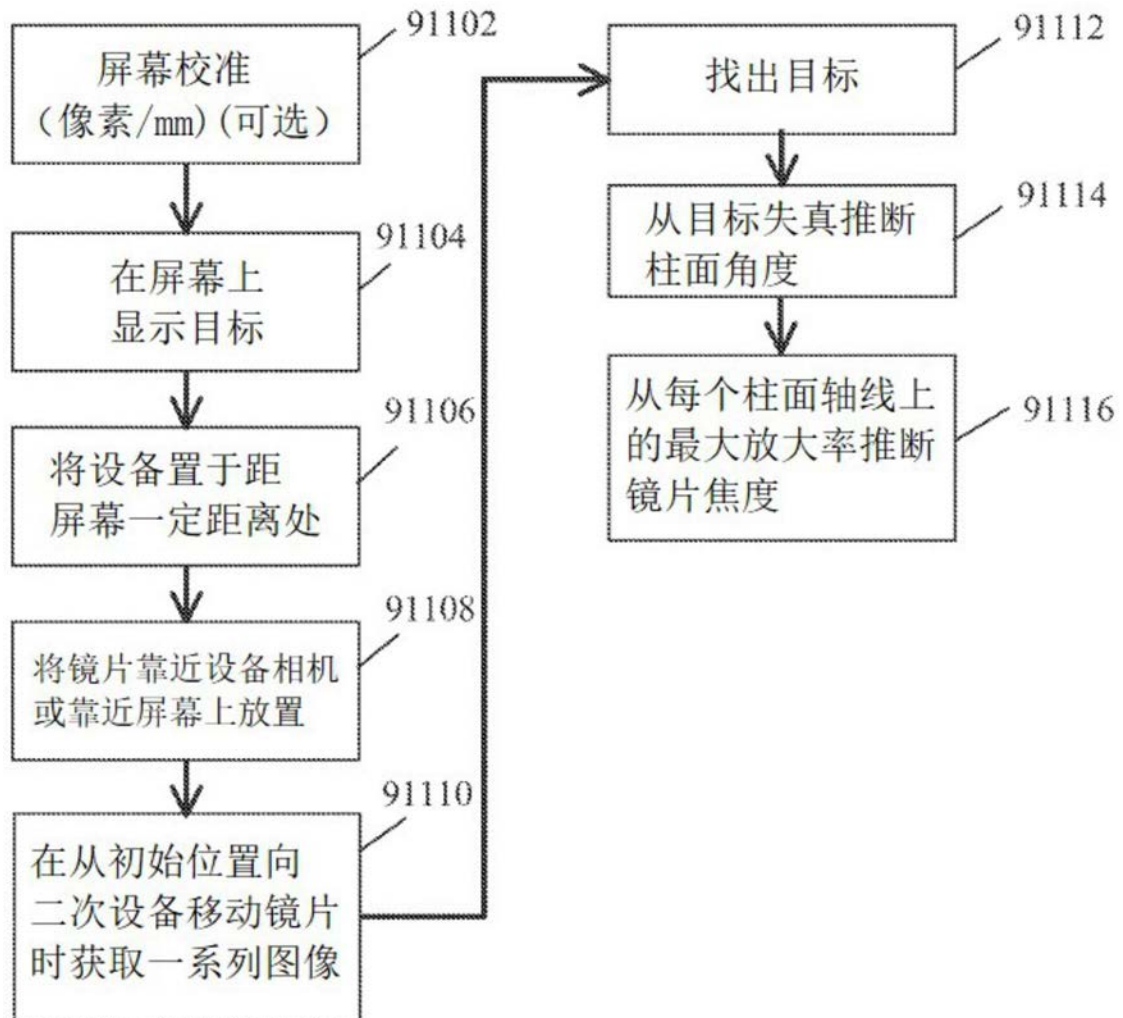 91102
屏幕校准
（像素/mm)(可选）
91104
在屏幕上
显示目标
91106
将设备置于距
屏幕一定距离处
91108
将镜片靠近设备相机
或靠近屏幕上放置
91110
在从初始位置向
二次设备移动镜片
时获取一系列图像
91112
找出目标
91114
从目标失真推断
柱面角度
91116
从每个柱面轴线上
的最大放大率推断
镜片焦度